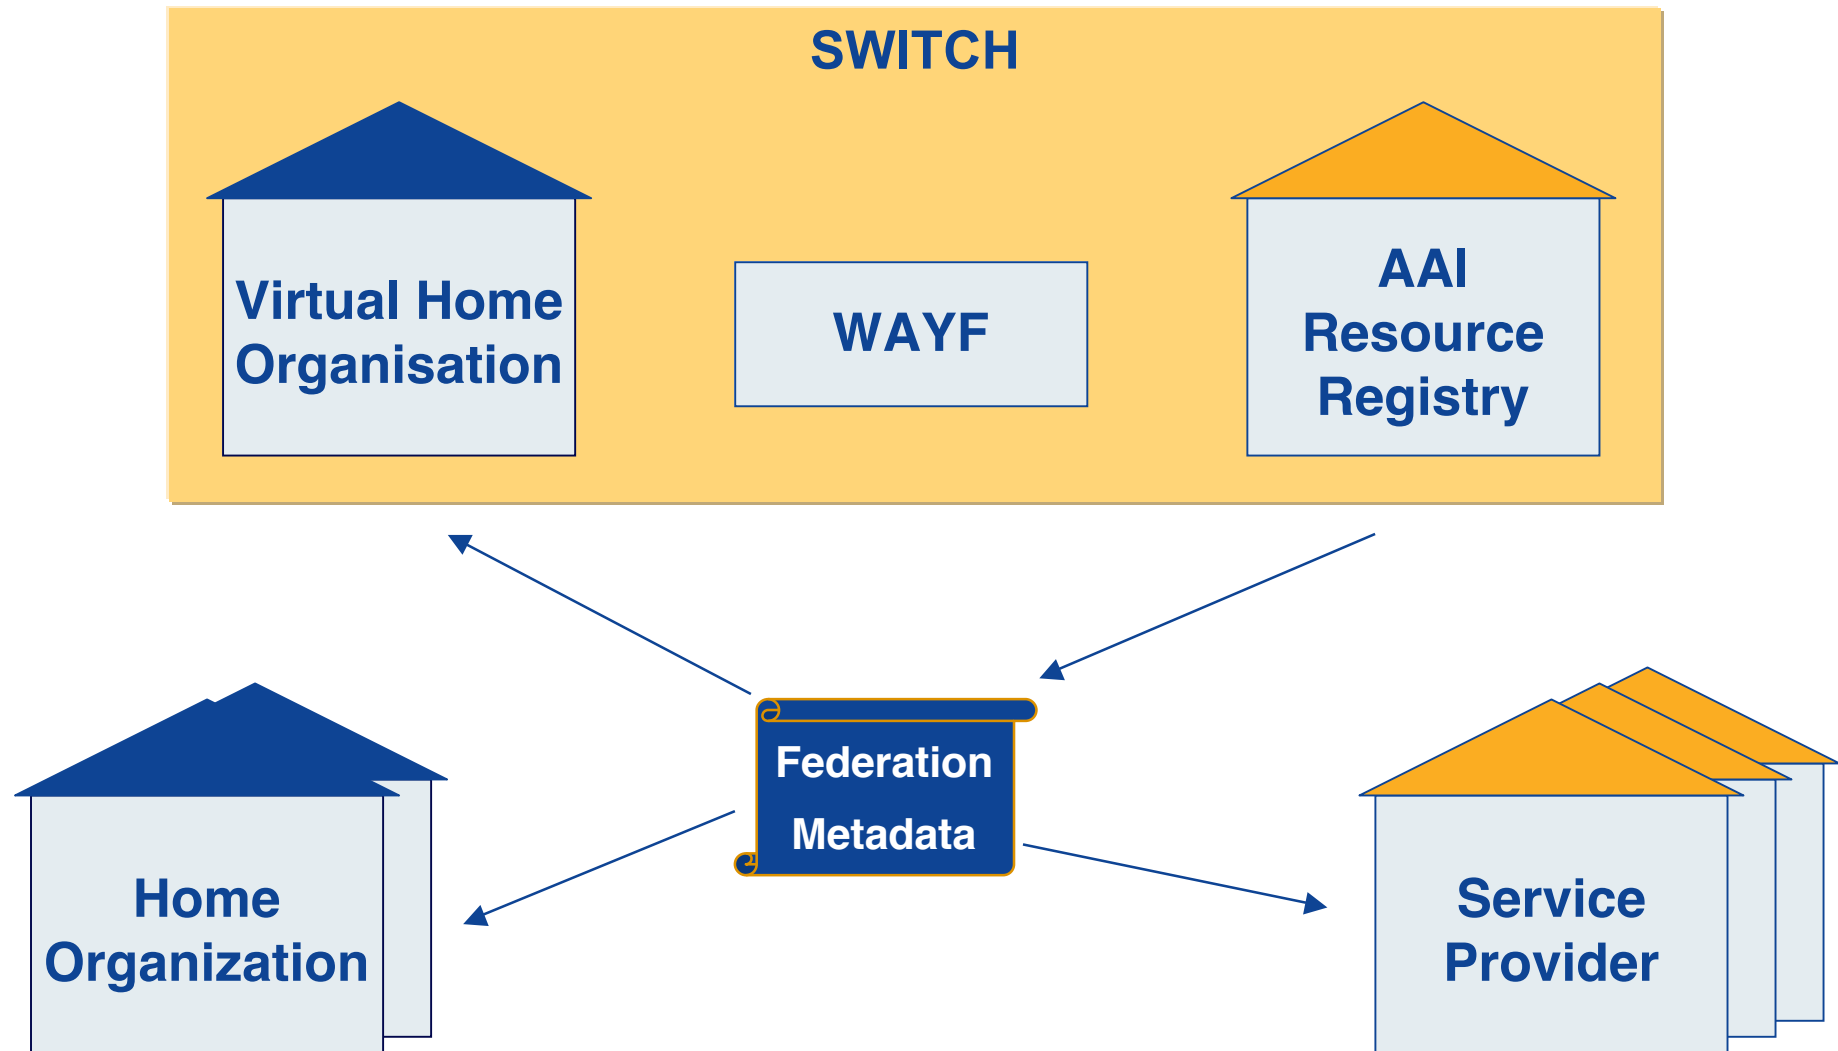 SWITCH
Virtual Home
Organisation
WAYF
AAI
Resource
Registry
Federation
Metadata
Home
Organization
Service
Provider